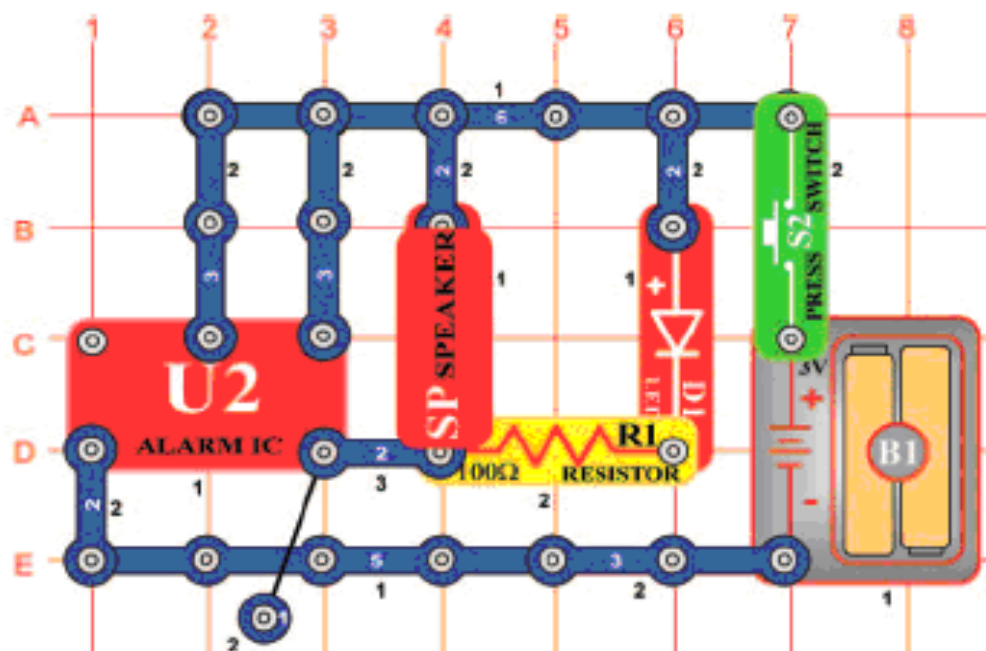 1 2 3 4 5 6 7 8
1
A 6
2 2 2 2 2 2 PRESS SWITCH
S2
B
3 3 SPEAKER 1 1 +
C 3V
U2 SP LED D1 +
ALARM IC B1
D 2 R1
100Ω RESISTOR
1 3 2 -
2 2
E 5 3
1 2 1
1
2